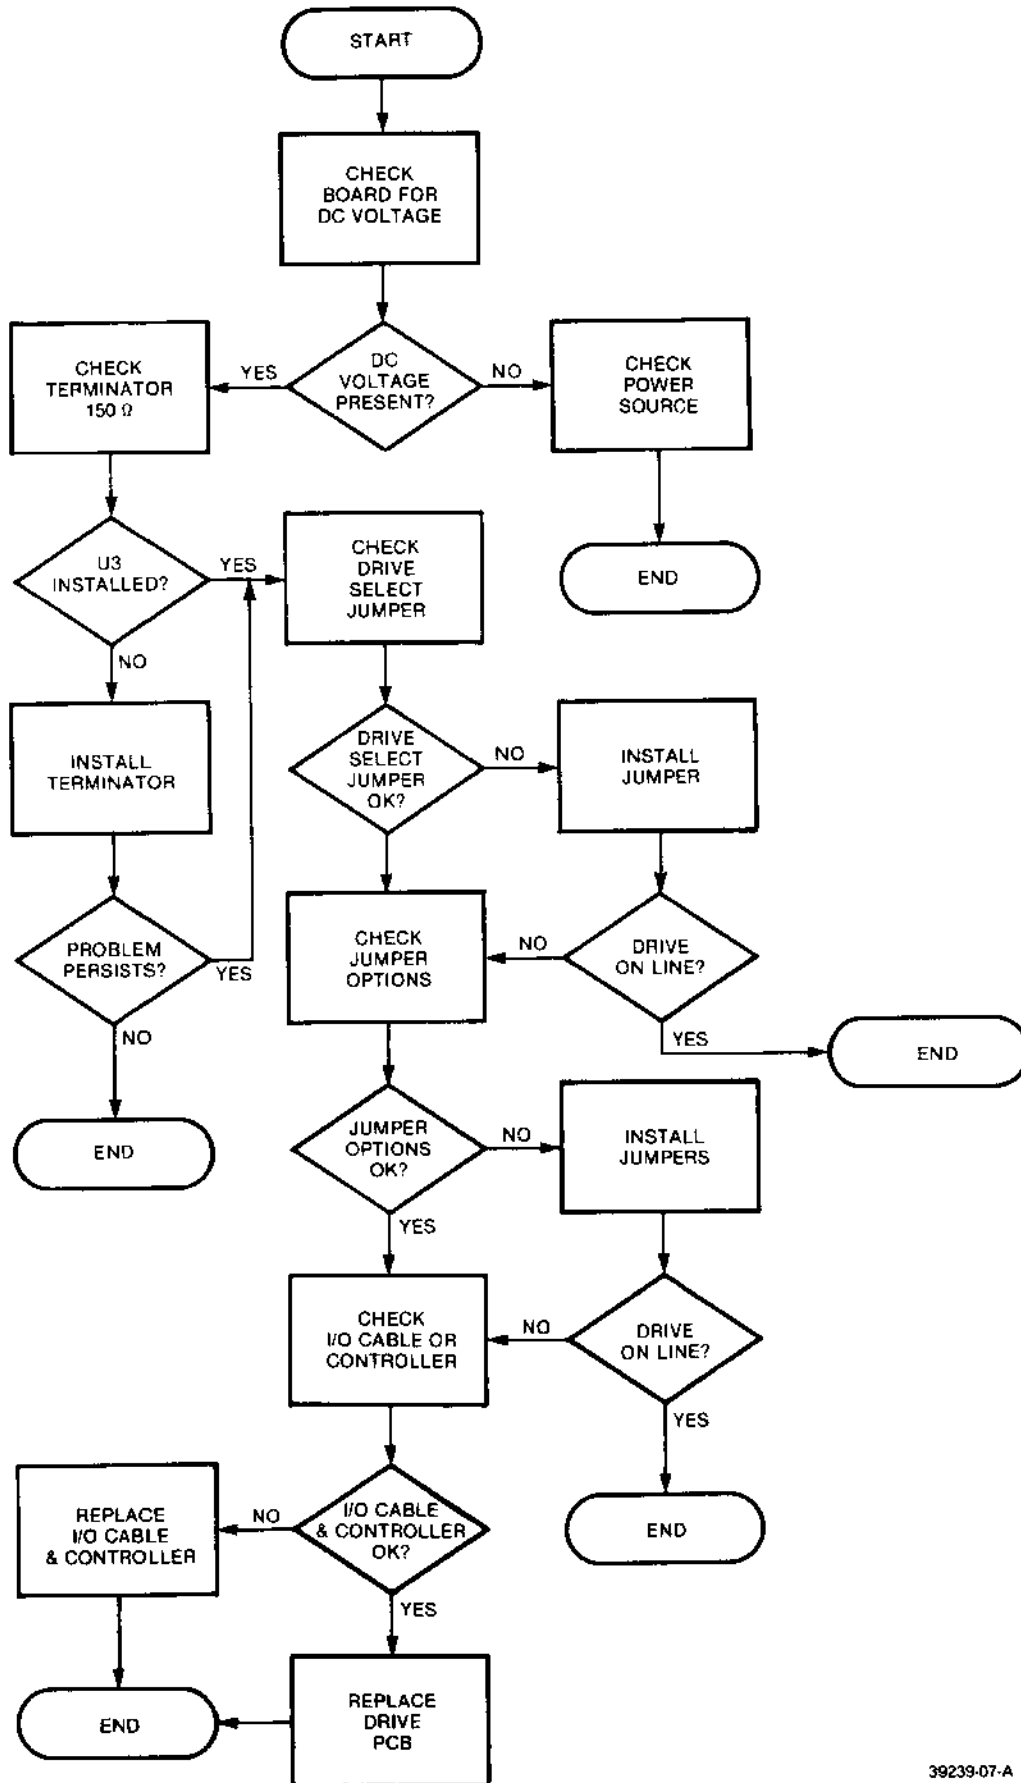 START
CHECK
BOARD FOR
DC VOLTAGE
DC
VOLTAGE
PRESENT?
YES
NO
CHECK
TERMINATOR
150 Ω
CHECK
POWER
SOURCE
END
U3
INSTALLED?
YES
NO
CHECK
DRIVE
SELECT
JUMPER
INSTALL
TERMINATOR
DRIVE
SELECT
JUMPER
OK?
NO
INSTALL
JUMPER
PROBLEM
PERSISTS?
YES
NO
END
CHECK
JUMPER
OPTIONS
NO
DRIVE
ON LINE?
YES
END
JUMPER
OPTIONS
OK?
NO
YES
INSTALL
JUMPERS
CHECK
I/O CABLE OR
CONTROLLER
NO
DRIVE
ON LINE?
YES
END
I/O CABLE
& CONTROLLER
OK?
NO
YES
REPLACE
I/O CABLE
& CONTROLLER
REPLACE
DRIVE
PCB
END
39239-07-A